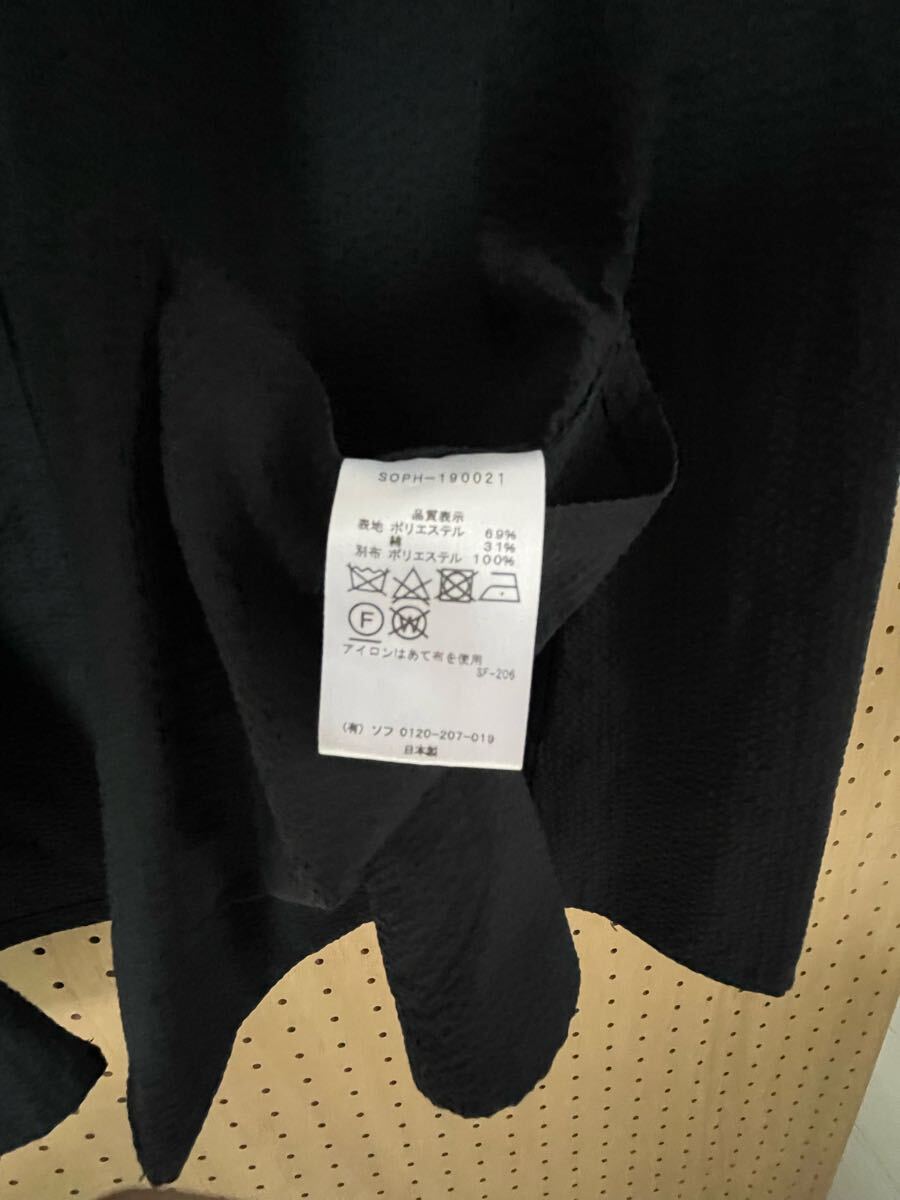 SOPH-190021
品質表示
表地 ポリエステル 69%
綿 31%
別布 ポリエステル 100%
F W
アイロンはあて布を使用
SF-206
(有) ソフ 0120-207-019
日本製